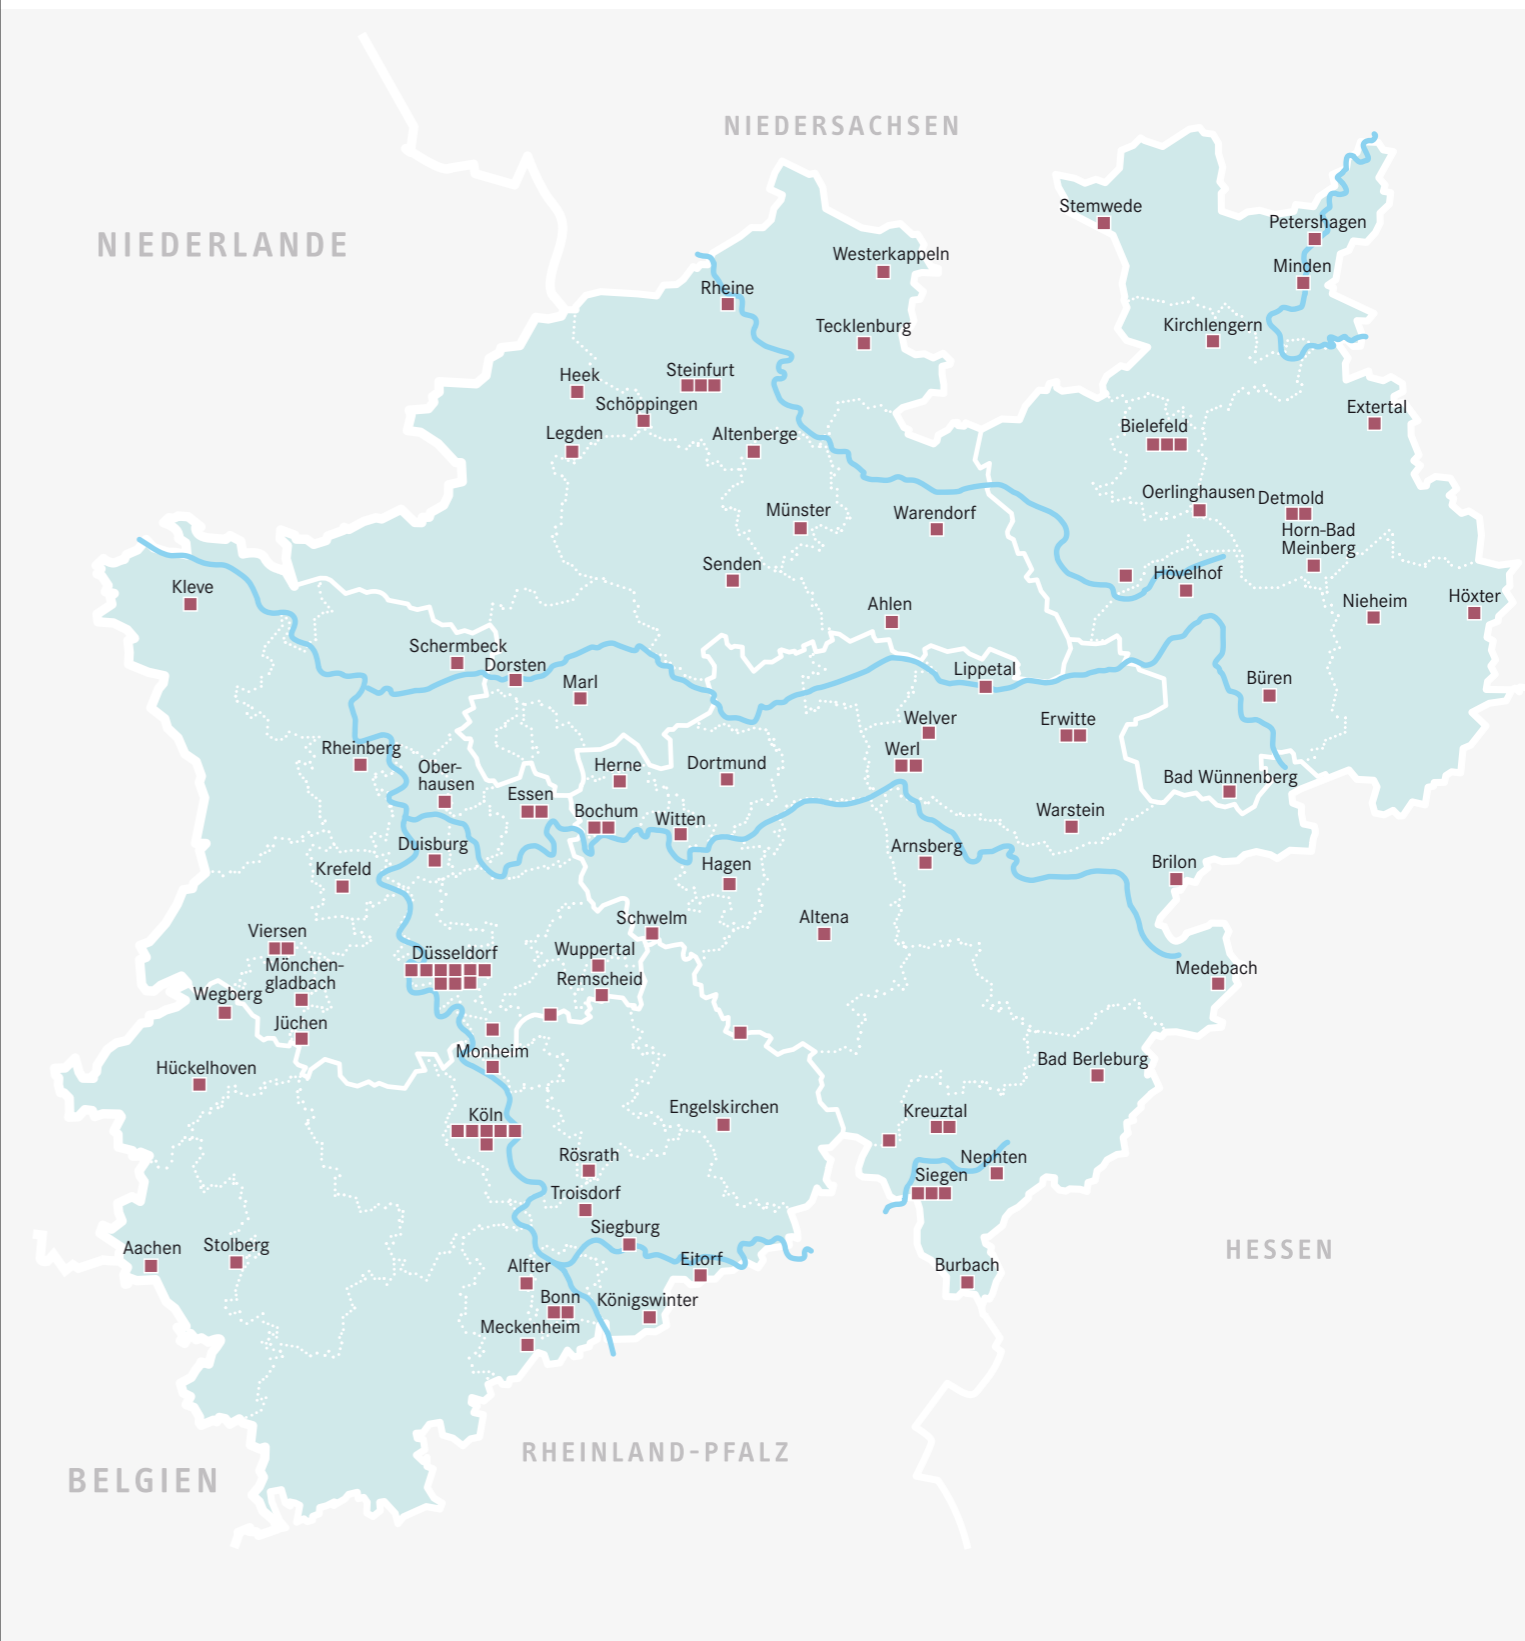 NIEDERSACHSEN
Stemwede
Petershagen
NIEDERLANDE
Westerkappeln
Minden
Rheine
Tecklenburg
Kirchlengern
Heek
Steinfurt
Schöppingen
Extertal
Legden
Altenberge
Bielefeld
Oerlinghausen
Detmold
Münster
Warendorf
Horn-Bad
Meinberg
Senden
Hövelhof
Kleve
Ahlen
Nieheim
Höxter
Schermbeck
Dorsten
Lippetal
Marl
Büren
Welver
Erwitte
Rheinberg
Werl
Ober-
hausen
Herne
Dortmund
Bad Wünnenberg
Essen
Bochum
Witten
Warstein
Duisburg
Arnsberg
Krefeld
Hagen
Brilon
Schwelm
Altena
Viersen
Düsseldorf
Wuppertal
Mönchen-
gladbach
Medebach
Remscheid
Wegberg
Jüchen
Monheim
Hückelhoven
Bad Berleburg
Köln
Engelskirchen
Kreuztal
Rösrath
Nephten
Siegen
Troisdorf
Siegburg
Aachen
Stolberg
HESSEN
Eitorf
Alfter
Burbach
Bonn
Königswinter
Meckenheim
RHEINLAND-PFALZ
BELGIEN